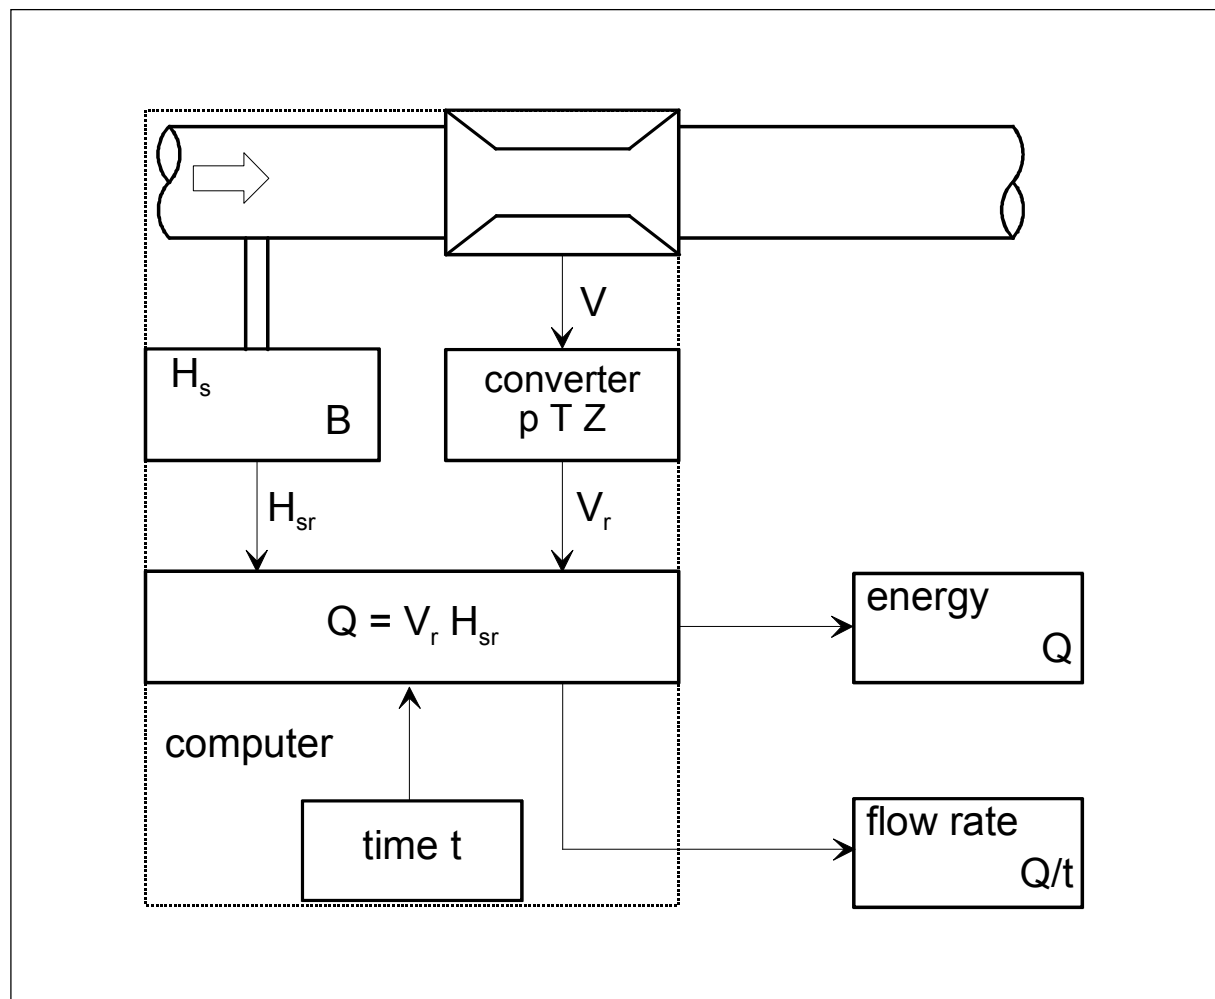 V
H_s
B
converter
p T Z
H_sr
V_r
Q = V_r H_sr
energy
Q
computer
time t
flow rate
Q/t